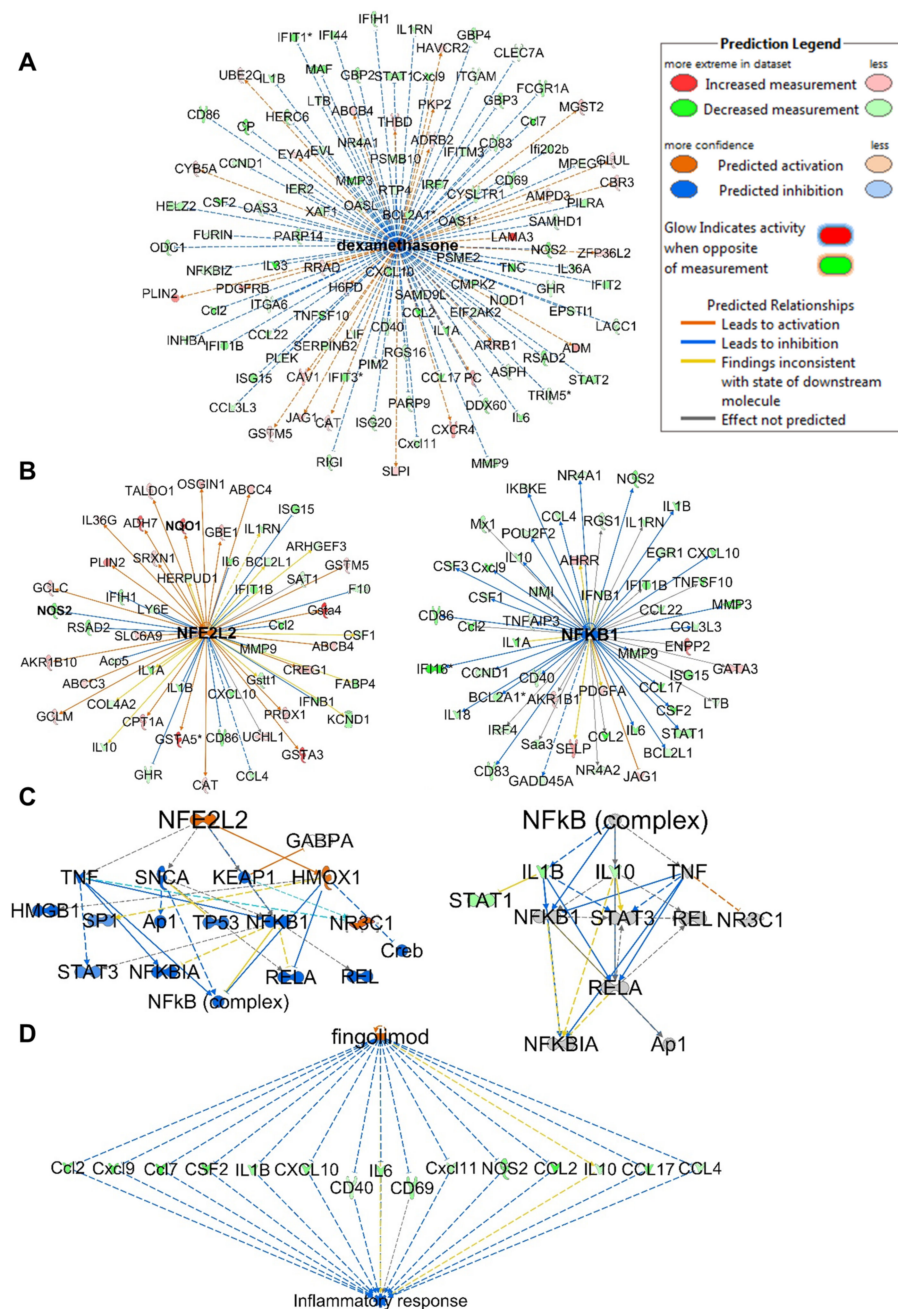 A
IFIH1
IFIT1*
IFI44
IL1RN
HAVCR2
GBP4
CLEC7A
UBE2C
IL1B
MAF
GBP2
STAT1
Cxcl9
ITGAM
FCGR1A
LTB
ABCB4
PKP2
GBP3
MGST2
CD86
CP
HERC6
THBD
Ccl7
NR4A1
ADRB2
CD83
Ifi202b
EYA4
EVL
PSMB10
IFITM3
MPEG1
GLUL
CYB5A
CCND1
MMP3
IRF7
CD69
CBR3
IER2
RTP4
CYSLTR1
AMPD3
PILRA
HELZ2
CSF2
OAS3
XAF1
OASL
BCL2A1*
OAS1*
SAMHD1
FURIN
PARP14
dexamethasone
LAMA3
NOS2
ZFP36L2
ODC1
NFKBIZ
IL33
RRAD
CXCL10
PSME2
TNC
IL36A
PLIN2
PDGFRB
H6PD
CMPK2
GHR
IFIT2
Ccl2
ITGA6
SAMD9L
NOD1
EPSTI1
TNFSF10
CCL2
EIF2AK2
LACC1
INHBA
IFIT1B
CCL22
LIF
CD40
IL1A
ARRB1
ADM
SERPINB2
RGS16
RSAD2
PLEK
PIM2
ASPH
STAT2
ISG15
CAV1
IFIT3*
CCL17
PC
TRIM5*
CCL3L3
PARP9
DDX60
JAG1
CAT
IL6
GSTM5
ISG20
Cxcl11
CXCR4
RIGI
SLPI
MMP9
Prediction Legend
more extreme in dataset
less
Increased measurement
Decreased measurement
more confidence
less
Predicted activation
Predicted inhibition
Glow Indicates activity
when opposite
of measurement
Predicted Relationships
Leads to activation
Leads to inhibition
Findings inconsistent
with state of downstream
molecule
Effect not predicted
B
OSGIN1
TALDO1
ABCC4
IL36G
ADH7
NQO1
ISG15
GBE1
IL1RN
ARHGEF3
PLIN2
SRXN1
IL6
BCL2L1
GSTM5
GCLC
HERPUD1
SAT1
IFIH1
IFIT1B
F10
NOS2
LY6E
Gsta4
RSAD2
SLC6A9
NFE2L2
Ccl2
CSF1
AKR1B10
Acp5
MMP9
ABCB4
IL1A
CREG1
ABCC3
Gstt1
FABP4
IL1B
CXCL10
IFNB1
GCLM
COL4A2
PRDX1
KCND1
CPT1A
IL10
GSTA5*
CD86
UCHL1
GSTA3
GHR
CAT
CCL4
NR4A1
IKBKE
NOS2
CCL4
RGS1
IL1B
Mx1
POU2F2
IL1RN
IL10
AHRR
EGR1
CXCL10
CSF3
Cxcl9
NMI
IFNB1
IFIT1B
TNFSF10
CSF1
TNFAIP3
CCL22
MMP3
CD86
Ccl2
NFKB1
CGL3L3
IL1A
MMP9
ENPP2
IFI16*
CCND1
CD40
ISG15
GATA3
BCL2A1*
AKR1B1
PDGFA
CCL17
LTB
IL18
CSF2
IRF4
Saa3
SELP
CCL2
IL6
STAT1
CD83
NR4A2
BCL2L1
GADD45A
JAG1
C
NFE2L2
GABPA
TNF
SNCA
KEAP1
HMOX1
HMGB1
SP1
Ap1
TP53
NFKB1
NR3C1
Creb
STAT3
NFKBIA
RELA
REL
NFkB (complex)
NFkB (complex)
IL1B
IL10
TNF
STAT1
NFKB1
STAT3
REL
NR3C1
RELA
NFKBIA
Ap1
D
fingolimod
Ccl2
Cxcl9
Ccl7
CSF2
IL1B
CXCL10
CD40
IL6
CD69
Cxcl11
NOS2
CCL2
IL10
CCL17
CCL4
Inflammatory response